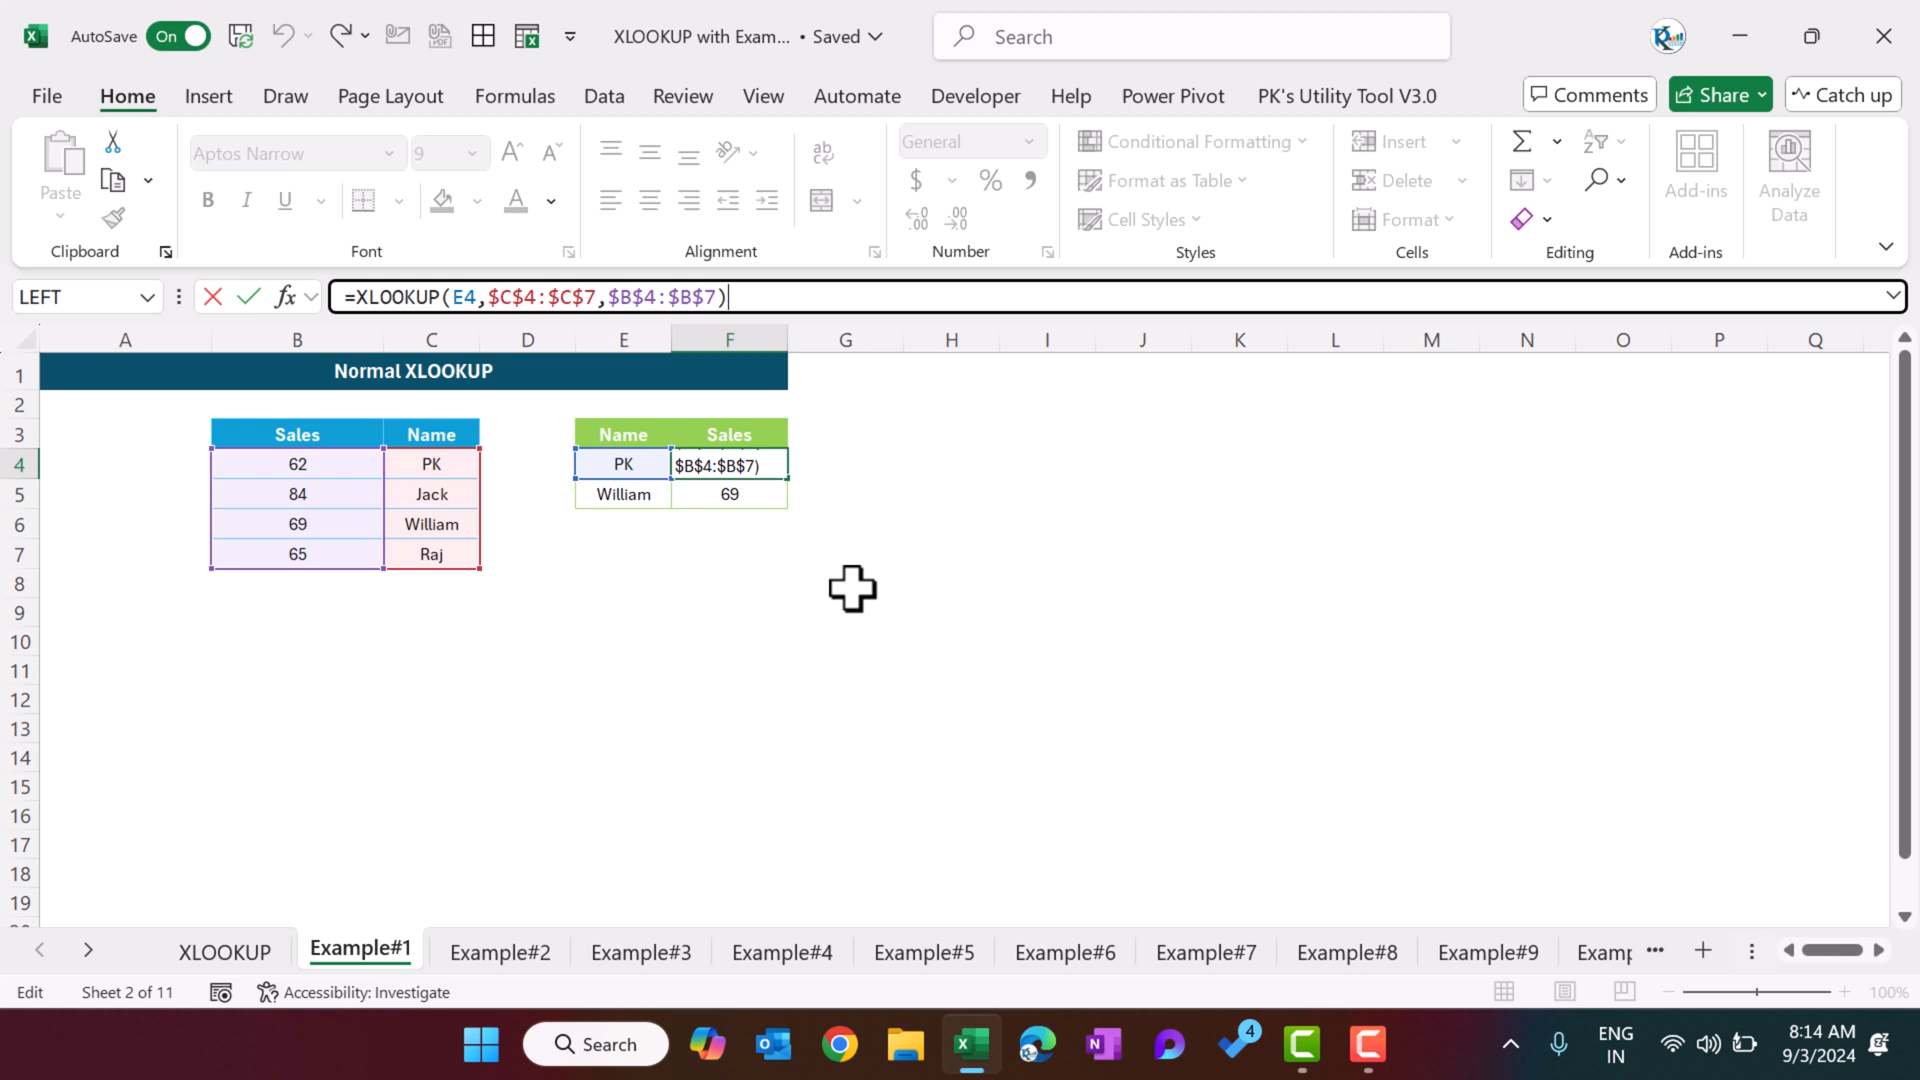 AutoSave On XLOOKUP with Exam... • Saved Search
File Home Insert Draw Page Layout Formulas Data Review View Automate Developer Help Power Pivot PK's Utility Tool V3.0 Comments Share Catch up
Paste
Aptos Narrow 9
General
Conditional Formatting
Format as Table
Cell Styles
Insert
Delete
Format
Add-ins
Analyze
Data
Clipboard Font Alignment Number Styles Cells Editing Add-ins
LEFT fx =XLOOKUP(E4,$C$4:$C$7,$B$4:$B$7)
A B C D E F G H I J K L M N O P Q
1 Normal XLOOKUP
2
3 Sales Name Name Sales
4 62 PK PK $B$4:$B$7)
5 84 Jack William 69
6 69 William
7 65 Raj
8
9
10
11
12
13
14
15
16
17
18
19
XLOOKUP Example#1 Example#2 Example#3 Example#4 Example#5 Example#6 Example#7 Example#8 Example#9 Examp
Edit Sheet 2 of 11 Accessibility: Investigate 100%
Search 4 ENG
IN
8:14 AM
9/3/2024